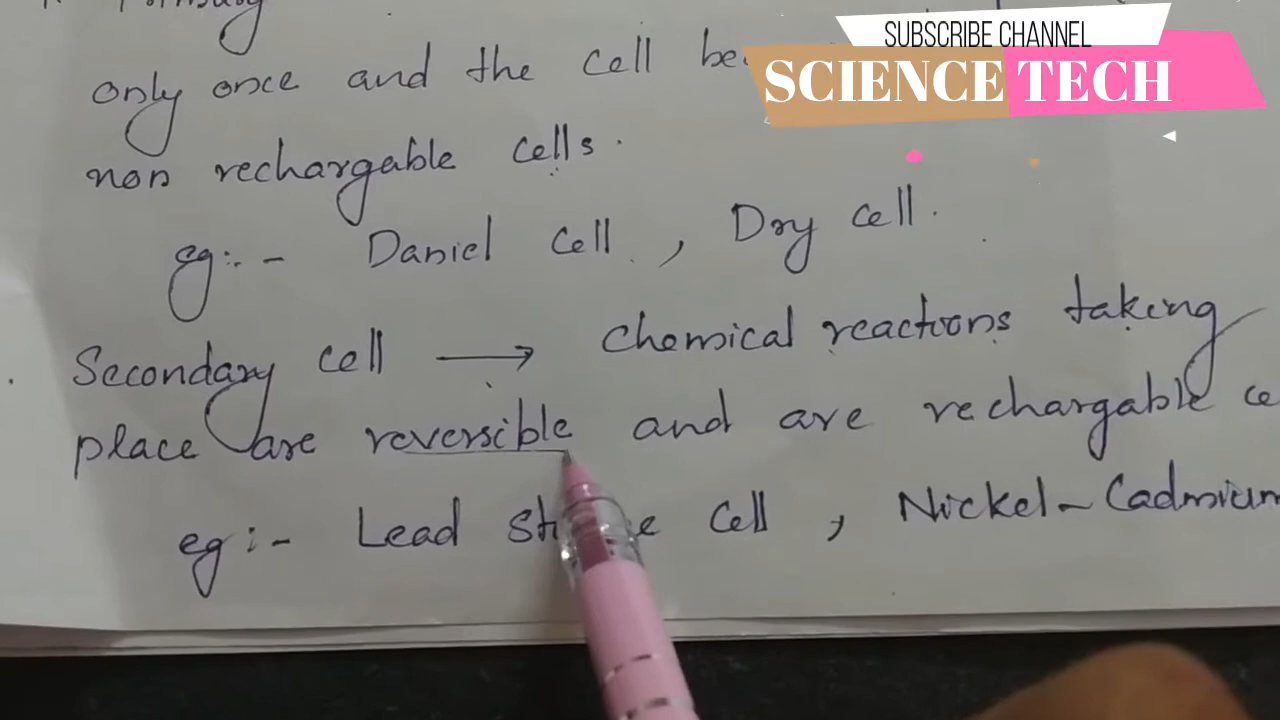 SUBSCRIBE CHANNEL
SCIENCE TECH
only once and the cell
non rechargable cells.
eg:- Daniel cell , Dry cell.
Secondary cell → chemical reactions taking
place are reversible and are rechargable ce
eg:- Lead cell , Nickel-Cadmium